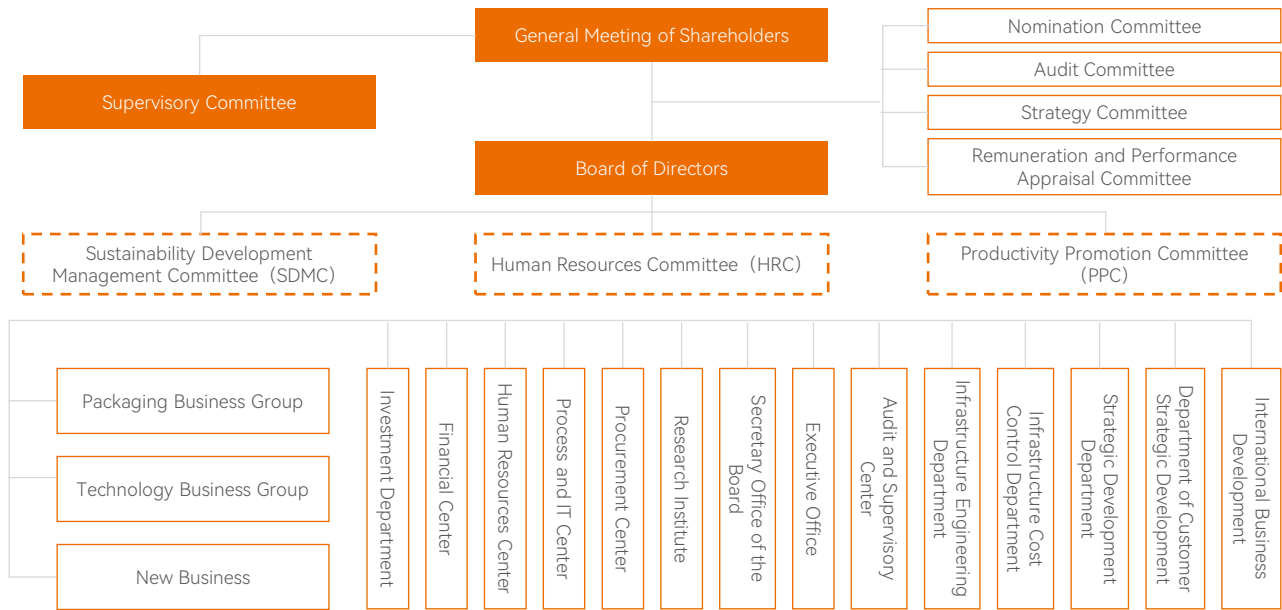 General Meeting of Shareholders
Nomination Committee
Audit Committee
Supervisory Committee
Strategy Committee
Board of Directors
Remuneration and Performance
Appraisal Committee
Sustainability Development
Management Committee（SDMC）
Human Resources Committee（HRC）
Productivity Promotion Committee
(PPC)
Packaging Business Group
Technology Business Group
New Business
Investment Department
Financial Center
Human Resources Center
Process and IT Center
Procurement Center
Research Institute
Secretary Office of the
Board
Executive Office
Audit and Supervisory
Center
Infrastructure Engineering
Department
Infrastructure Cost
Control Department
Strategic Development
Department
Department of Customer
Strategic Development
International Business
Development